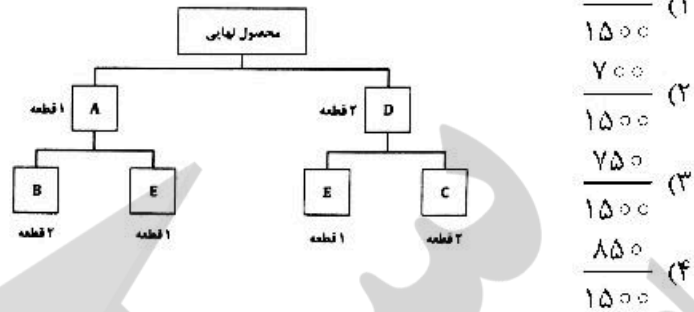 محصول نهایی
۱ قطعه
A
۲ قطعه
D
B
E
E
C
۲ قطعه
۱ قطعه
۱ قطعه
۲ قطعه
(۱
۱۵۰۰
(۲ ۷۰۰
۱۵۰۰
(۳ ۷۵۰
۱۵۰۰
(۴ ۸۵۰
۱۵۰۰